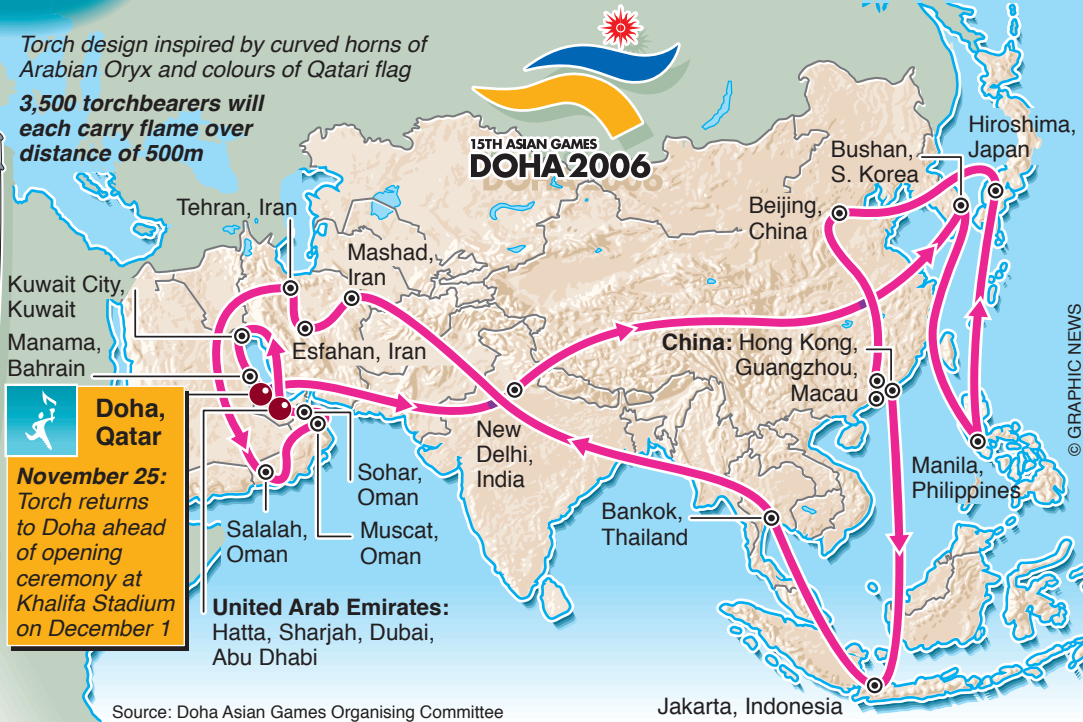 Torch design inspired by curved horns of
Arabian Oryx and colours of Qatari flag
3,500 torchbearers will
each carry flame over
distance of 500m
15TH ASIAN GAMES
DOHA 2006
Hiroshima,
Japan
Bushan,
S. Korea
Beijing,
China
Tehran, Iran
Mashad,
Iran
Kuwait City,
Kuwait
Esfahan, Iran
Manama,
Bahrain
China: Hong Kong,
Guangzhou,
Macau
Doha,
Qatar
November 25:
Torch returns
to Doha ahead
of opening
ceremony at
Khalifa Stadium
on December 1
New
Delhi,
India
Sohar,
Oman
Manila,
Philippines
Salalah,
Oman
Muscat,
Oman
Bankok,
Thailand
United Arab Emirates:
Hatta, Sharjah, Dubai,
Abu Dhabi
Jakarta, Indonesia
Source: Doha Asian Games Organising Committee
© GRAPHIC NEWS